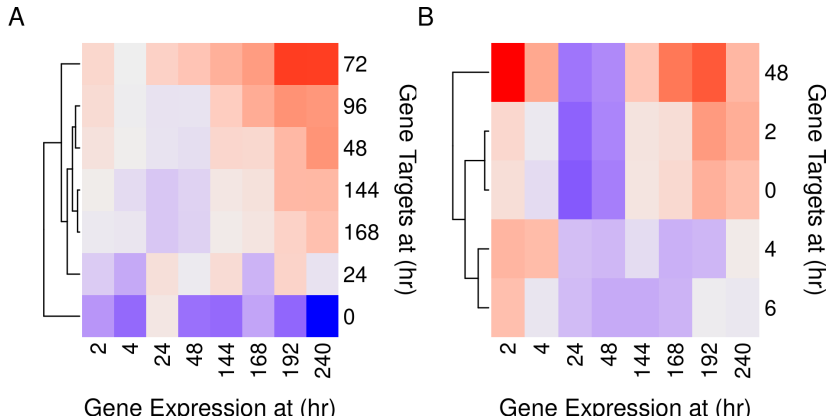 A
72
96
48
144
168
24
0
Gene Targets at (hr)
2 4 24 48 144 168 192 240
Gene Expression at (hr)
B
48
2
0
4
6
Gene Targets at (hr)
2 4 24 48 144 168 192 240
Gene Expression at (hr)